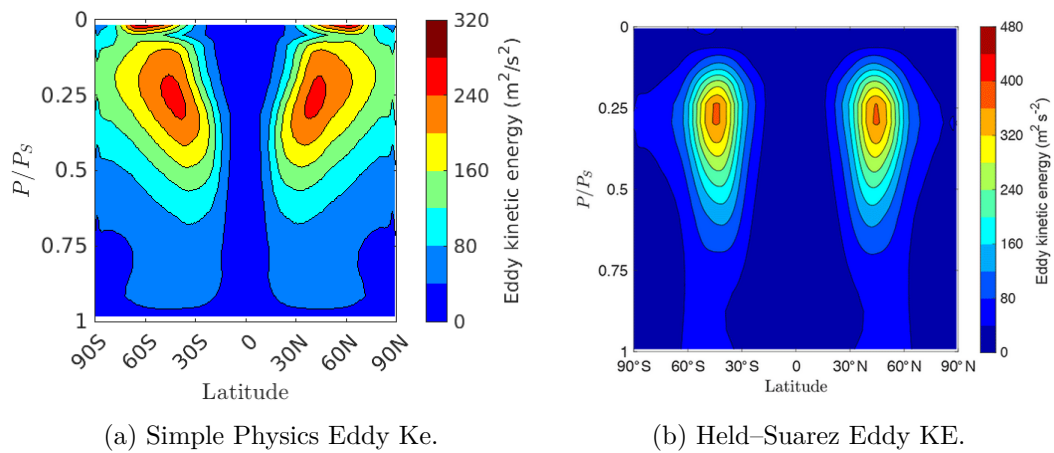 0
0.25
0.5
0.75
1
P/P_S
90S
60S
30S
0
30N
60N
90N
Latitude
320
240
160
80
0
Eddy kinetic energy (m²/s²)
(a) Simple Physics Eddy Ke.
0
0.25
0.5
0.75
1
P/P_S
90°S
60°S
30°S
0°
30°N
60°N
90°N
Latitude
480
400
320
240
160
80
0
Eddy kinetic energy (m² s⁻²)
(b) Held–Suarez Eddy KE.